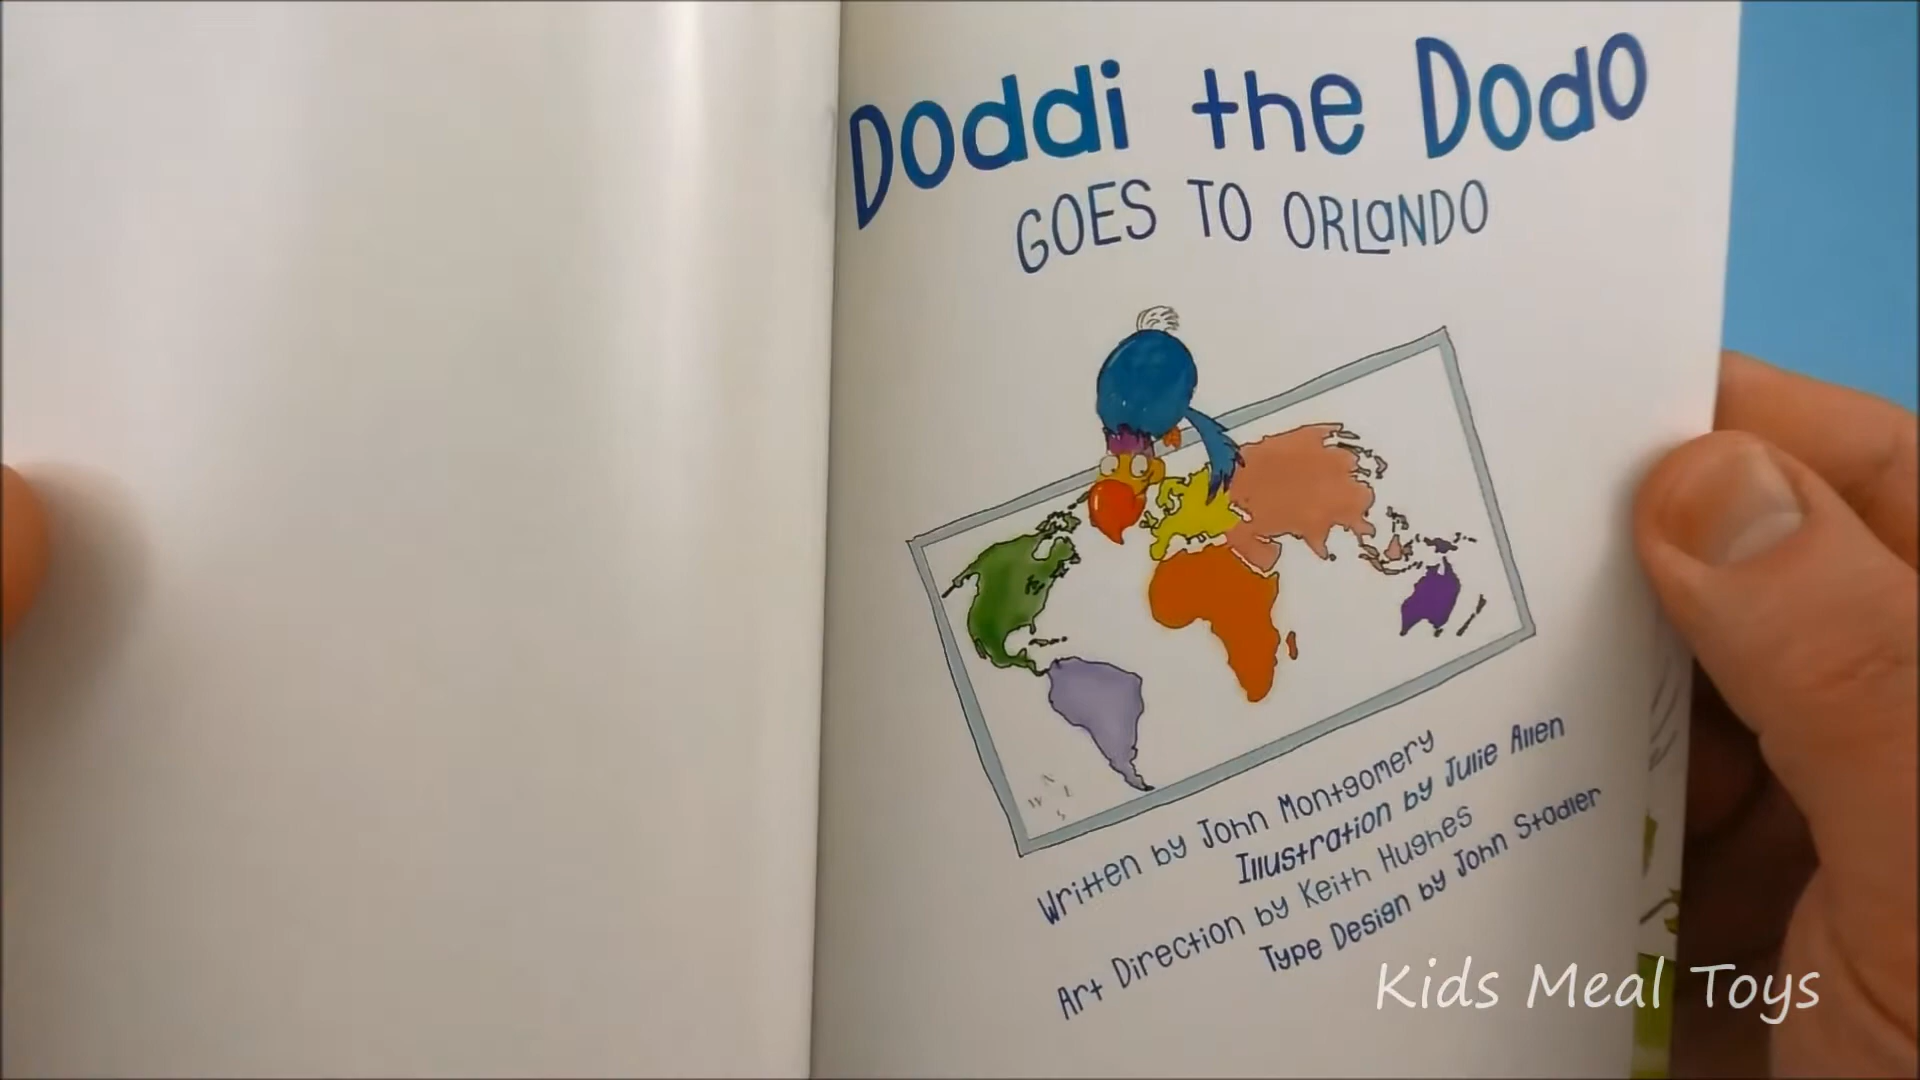 Doddi the Dodo
GOES TO ORLaNDO
N
W E
S
Written by John Montgomery
Illustration by Julie Allen
Art Direction by Keith Hughes
Type Design by John Stadler
Kids Meal Toys